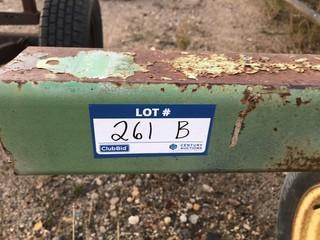 LOT #
261 B
ClubBid
CENTURY
AUCTIONS